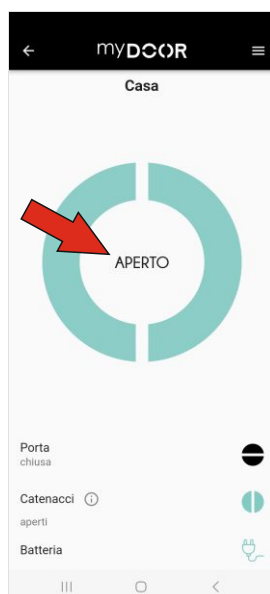 myDOOR
Casa
APERTO
Porta
chiusa
Catenacci
aperti
Batteria